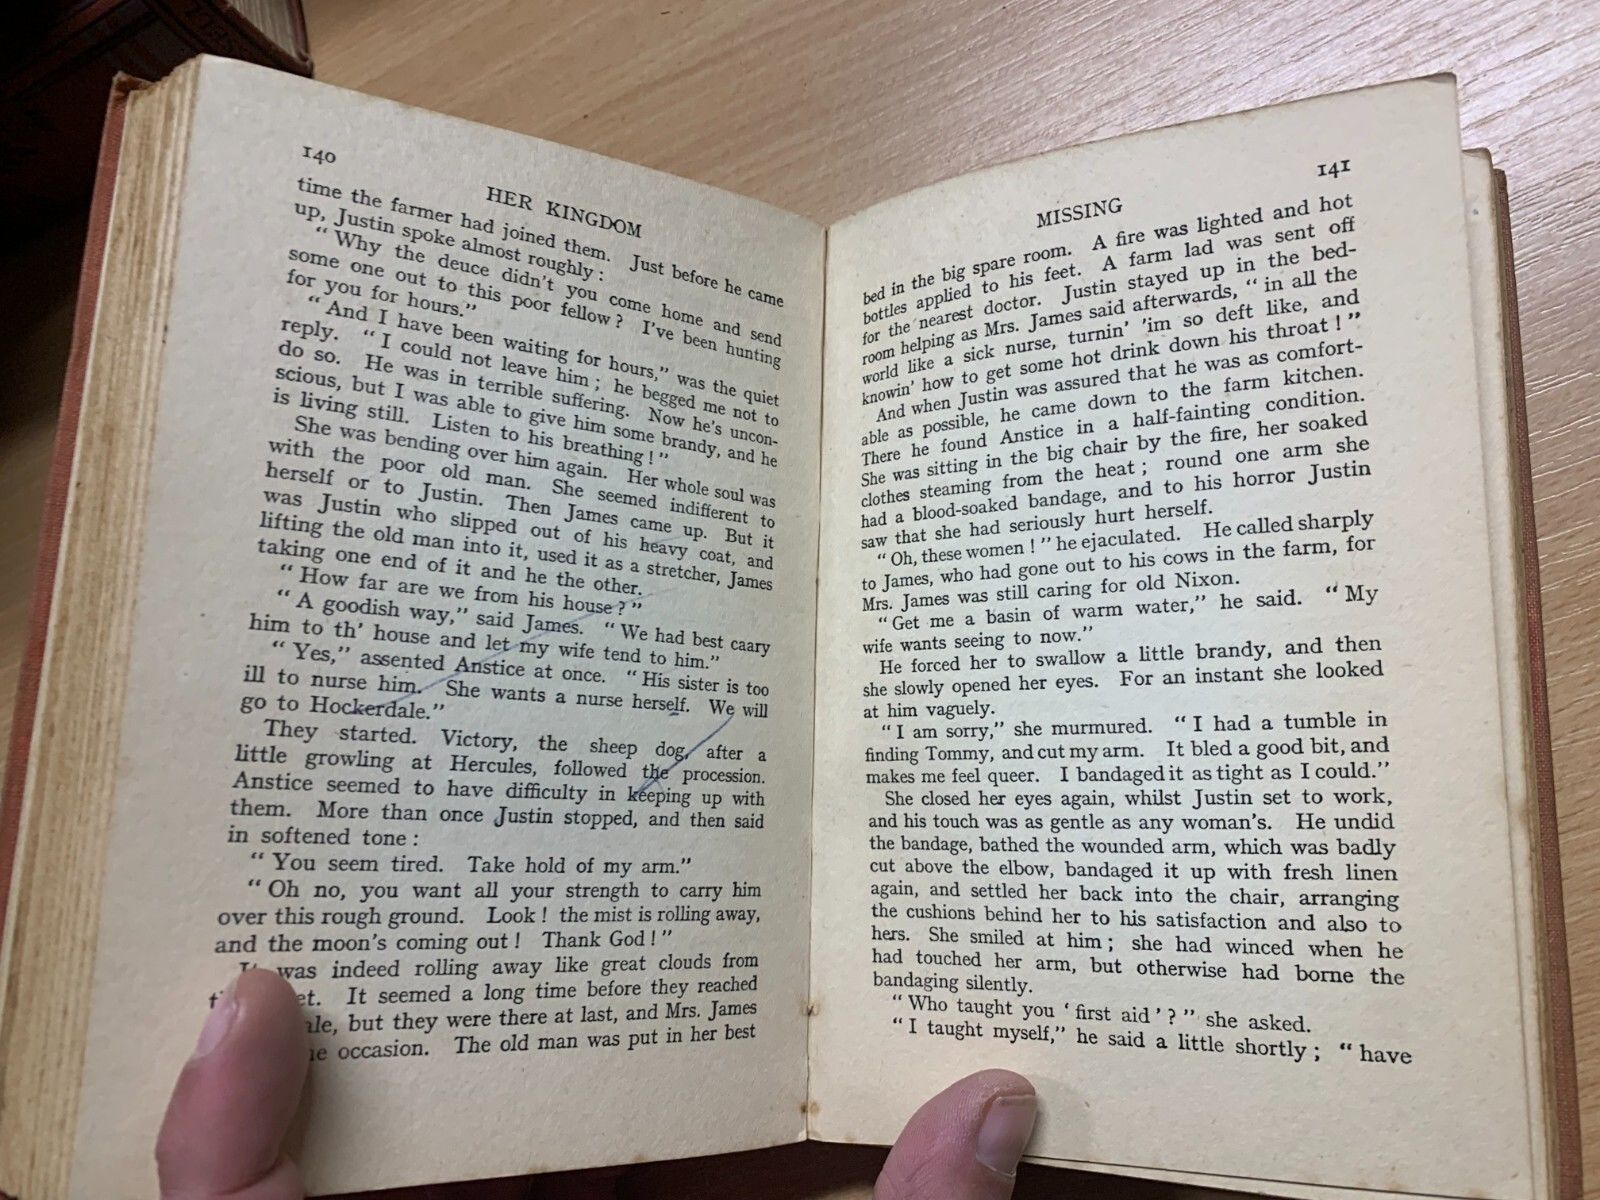 140
HER KINGDOM
time the farmer had joined them. Just before he came
up, Justin spoke almost roughly:
“Why the deuce didn't you come home and send
some one out to this poor fellow? I've been hunting
for you for hours.”
“And I have been waiting for hours,” was the quiet
reply. “I could not leave him; he begged me not to
do so. He was in terrible suffering. Now he's uncon-
scious, but I was able to give him some brandy, and he
is living still. Listen to his breathing!”
She was bending over him again. Her whole soul was
with the poor old man. She seemed indifferent to
herself or to Justin. Then James came up. But it
was Justin who slipped out of his heavy coat, and
lifting the old man into it, used it as a stretcher, James
taking one end of it and he the other.
“How far are we from his house?”
“A goodish way,” said James. “We had best caary
him to th' house and let my wife tend to him.”
“Yes,” assented Anstice at once. “His sister is too
ill to nurse him. She wants a nurse herself. We will
go to Hockerdale.”
They started. Victory, the sheep dog, after a
little growling at Hercules, followed the procession.
Anstice seemed to have difficulty in keeping up with
them. More than once Justin stopped, and then said
in softened tone:
“You seem tired. Take hold of my arm.”
“Oh no, you want all your strength to carry him
over this rough ground. Look! the mist is rolling away,
and the moon's coming out! Thank God!”
was indeed rolling away like great clouds from
It seemed a long time before they reached
but they were there at last, and Mrs. James
occasion. The old man was put in her best
141
MISSING
bed in the big spare room. A fire was lighted and hot
bottles applied to his feet. A farm lad was sent off
for the nearest doctor. Justin stayed up in the bed-
room helping as Mrs. James said afterwards, “in all the
world like a sick nurse, turnin' 'im so deft like, and
knowin' how to get some hot drink down his throat!”
And when Justin was assured that he was as comfort-
able as possible, he came down to the farm kitchen.
There he found Anstice in a half-fainting condition.
She was sitting in the big chair by the fire, her soaked
clothes steaming from the heat; round one arm she
had a blood-soaked bandage, and to his horror Justin
saw that she had seriously hurt herself.
“Oh, these women!” he ejaculated. He called sharply
to James, who had gone out to his cows in the farm, for
Mrs. James was still caring for old Nixon.
“Get me a basin of warm water,” he said. “My
wife wants seeing to now.”
He forced her to swallow a little brandy, and then
she slowly opened her eyes. For an instant she looked
at him vaguely.
“I am sorry,” she murmured. “I had a tumble in
finding Tommy, and cut my arm. It bled a good bit, and
makes me feel queer. I bandaged it as tight as I could.”
She closed her eyes again, whilst Justin set to work,
and his touch was as gentle as any woman's. He undid
the bandage, bathed the wounded arm, which was badly
cut above the elbow, bandaged it up with fresh linen
again, and settled her back into the chair, arranging
the cushions behind her to his satisfaction and also to
hers. She smiled at him; she had winced when he
had touched her arm, but otherwise had borne the
bandaging silently.
“Who taught you ‘first aid’?” she asked.
“I taught myself,” he said a little shortly; “have